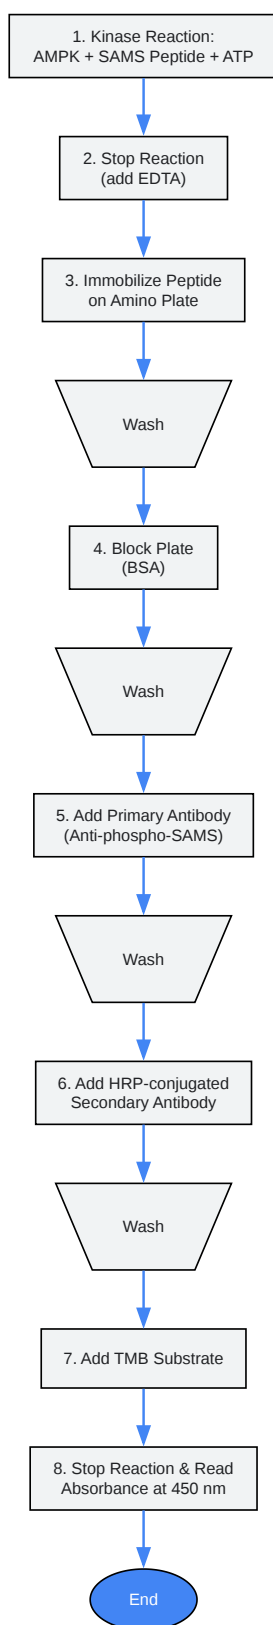 1. Kinase Reaction:
AMPK + SAMS Peptide + ATP
2. Stop Reaction
(add EDTA)
3. Immobilize Peptide
on Amino Plate
Wash
4. Block Plate
(BSA)
Wash
5. Add Primary Antibody
(Anti-phospho-SAMS)
Wash
6. Add HRP-conjugated
Secondary Antibody
Wash
7. Add TMB Substrate
8. Stop Reaction & Read
Absorbance at 450 nm
End